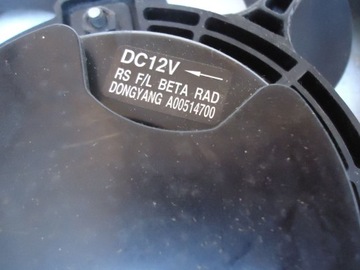 DC12V ←
RS F/L BETA RAD
DONGYANG A00514700